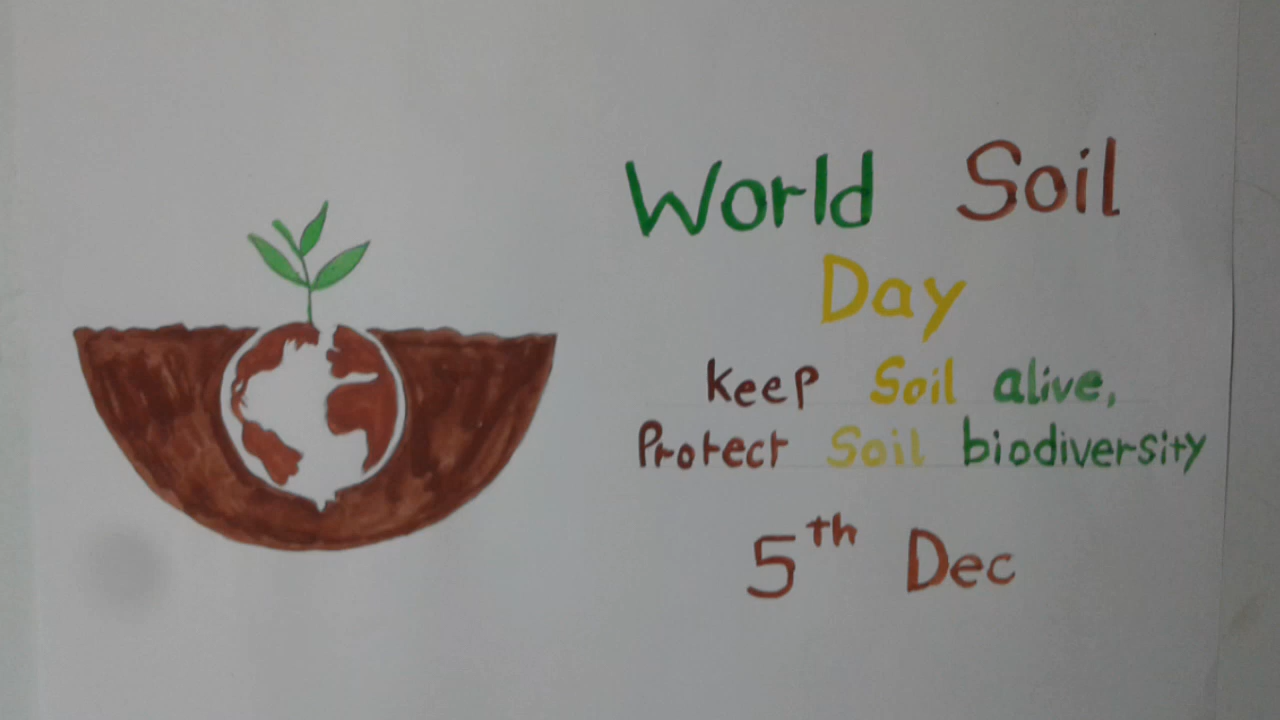 World Soil
Day
Keep Soil alive,
Protect Soil biodiversity
5th Dec